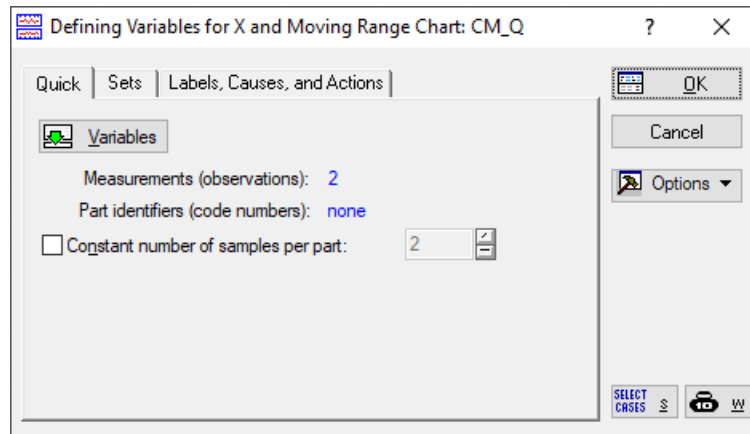 Defining Variables for X and Moving Range Chart: CM_Q ? X
Quick Sets Labels, Causes, and Actions
OK
Variables
Cancel
Measurements (observations): 2
Options
Part identifiers (code numbers): none
Constant number of samples per part: 2
SELECT CASES S
10 W